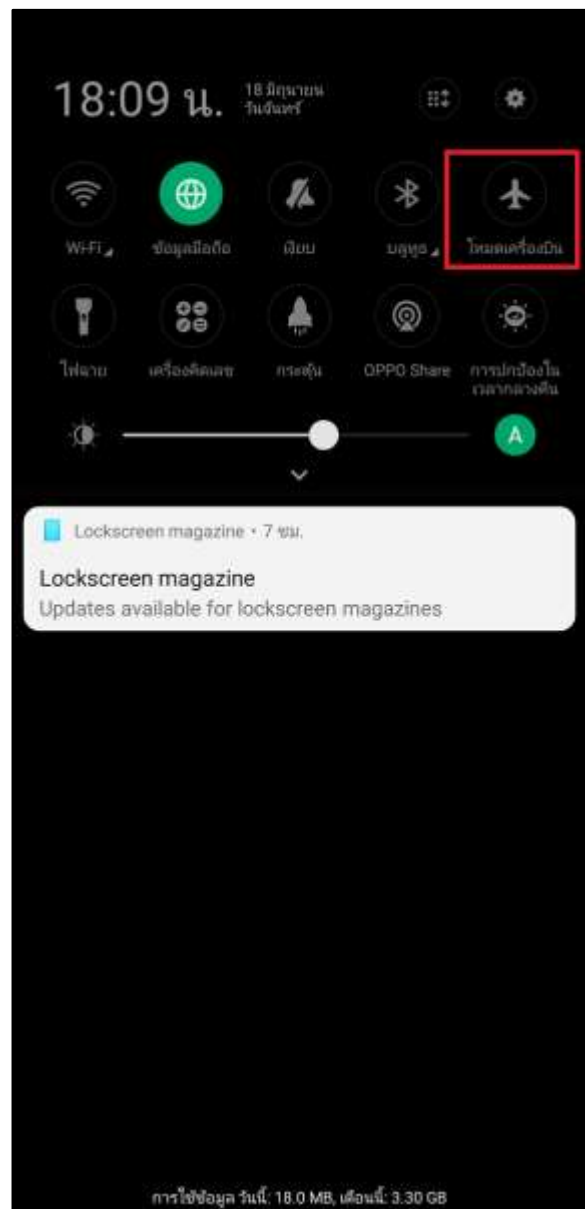 18:09 น.
18 มิถุนายน
วันจันทร์
Wi-Fi
ข้อมูลมือถือ
เงียบ
บลูทูธ
โหมดเครื่องบิน
ไฟฉาย
เครื่องคิดเลข
กระตุ้น
OPPO Share
การปกป้องใน
เวลากลางคืน
A
Lockscreen magazine • 7 ชม.
Lockscreen magazine
Updates available for lockscreen magazines
การใช้ข้อมูล วันนี้: 18.0 MB, เดือนนี้: 3.30 GB